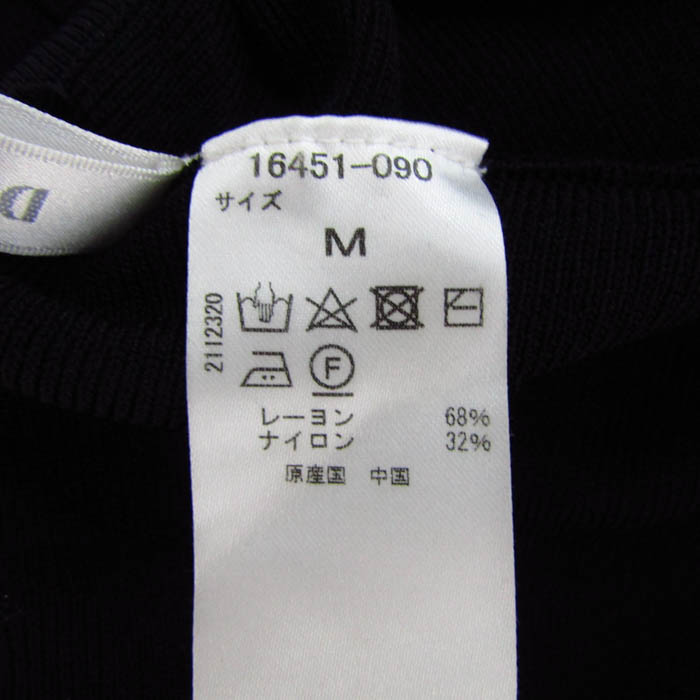 16451-090
サイズ
M
2112320
F
レーヨン 68%
ナイロン 32%
原産国 中国
D